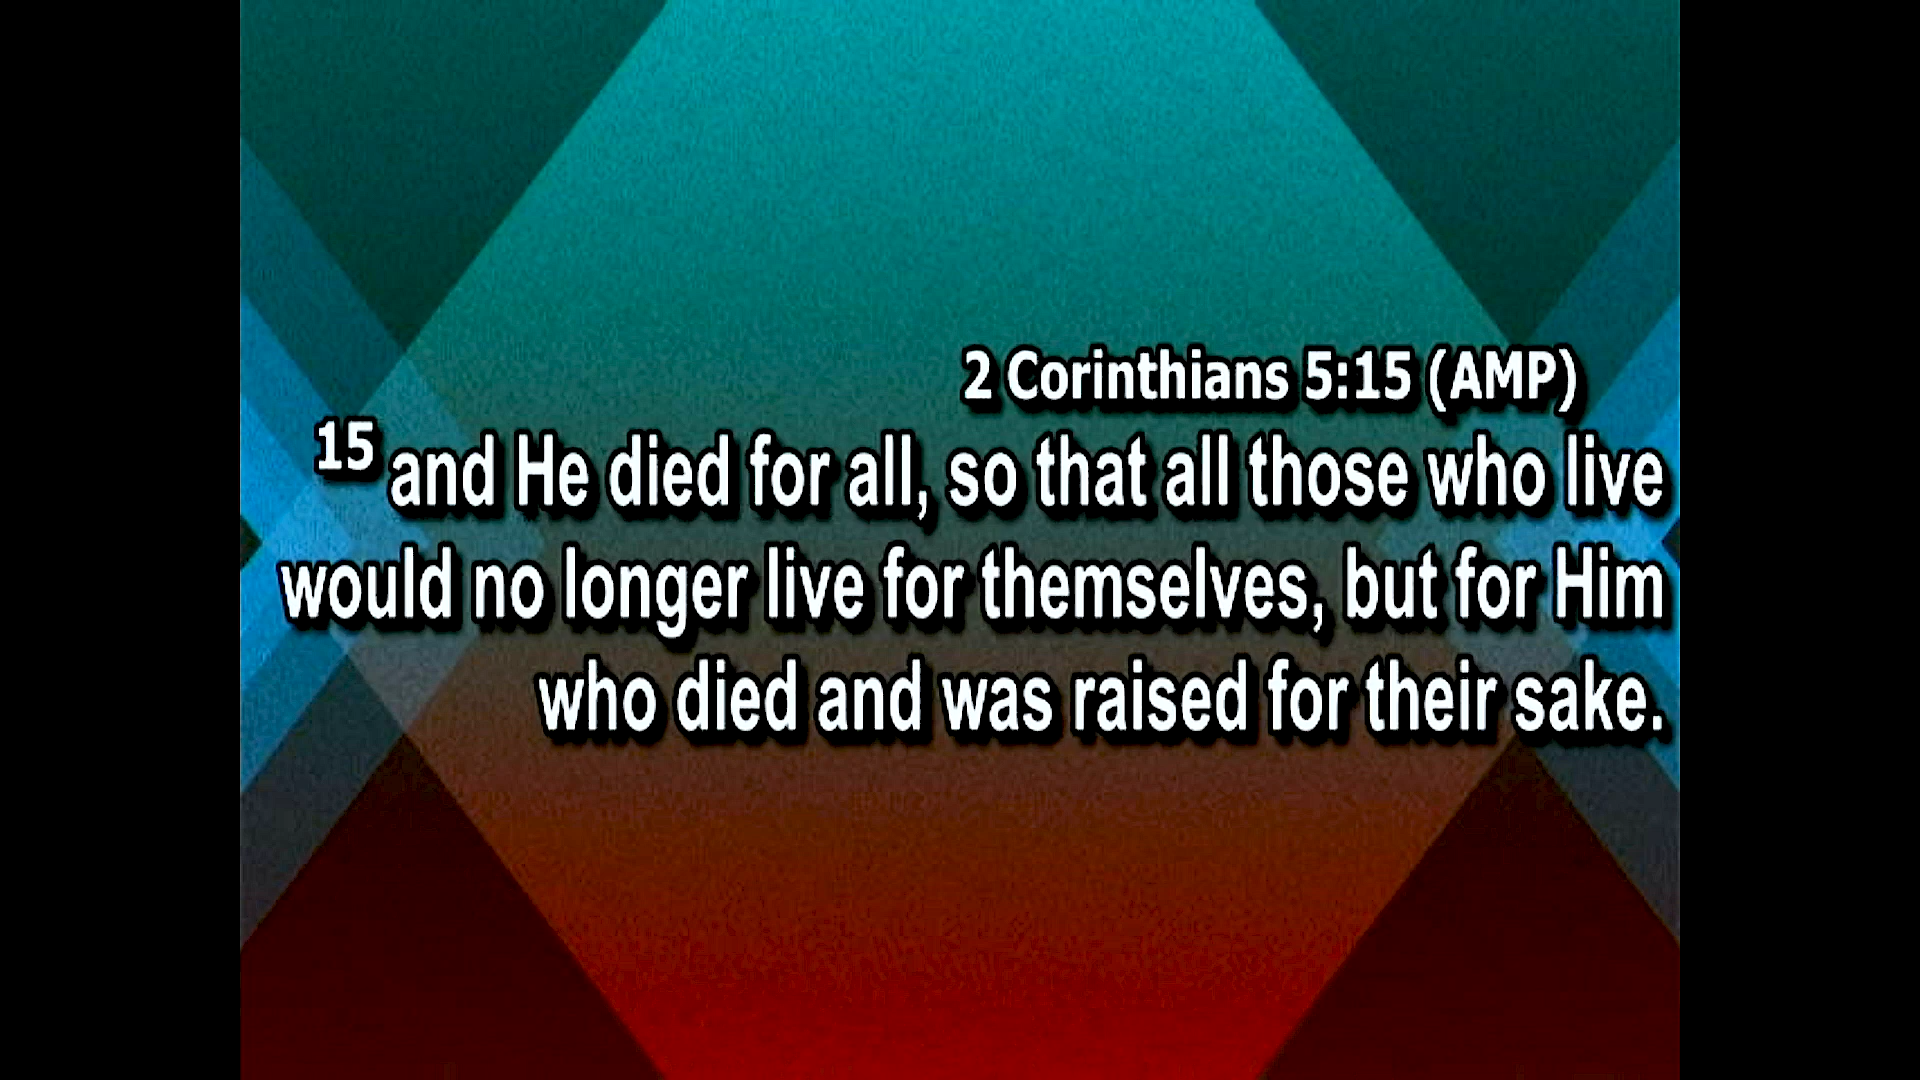 2 Corinthians 5:15 (AMP)
15 and He died for all, so that all those who live
would no longer live for themselves, but for Him
who died and was raised for their sake.